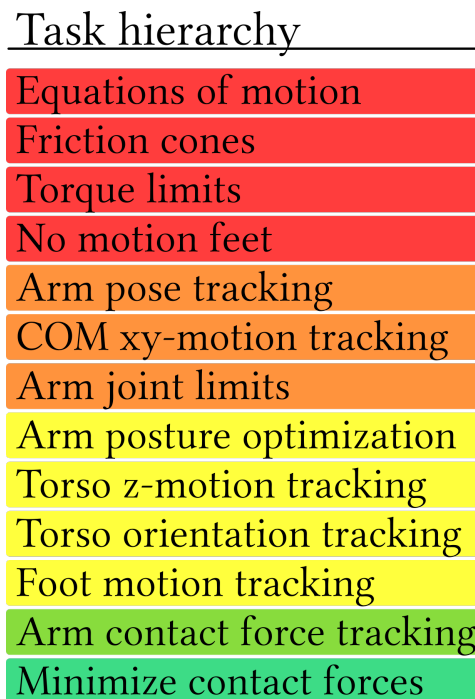 Task hierarchy
Equations of motion
Friction cones
Torque limits
No motion feet
Arm pose tracking
COM xy-motion tracking
Arm joint limits
Arm posture optimization
Torso z-motion tracking
Torso orientation tracking
Foot motion tracking
Arm contact force tracking
Minimize contact forces